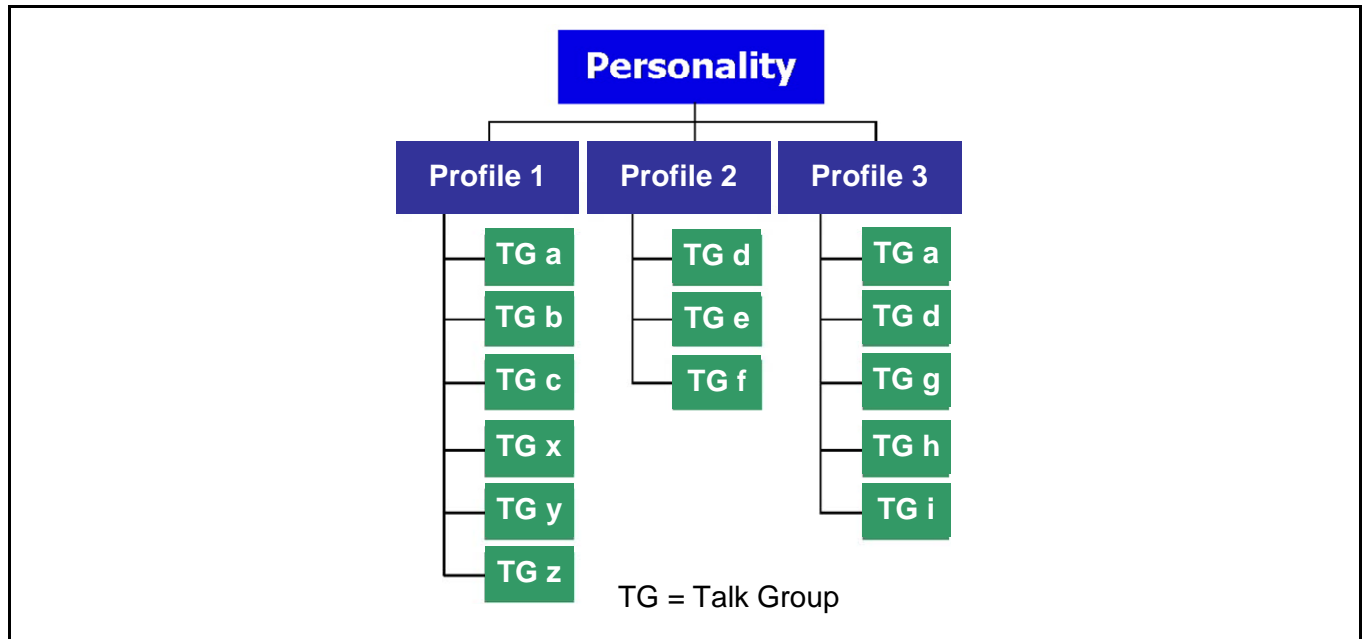 Personality
Profile 1
Profile 2
Profile 3
TG a
TG b
TG c
TG x
TG y
TG z
TG d
TG e
TG f
TG a
TG d
TG g
TG h
TG i
TG = Talk Group